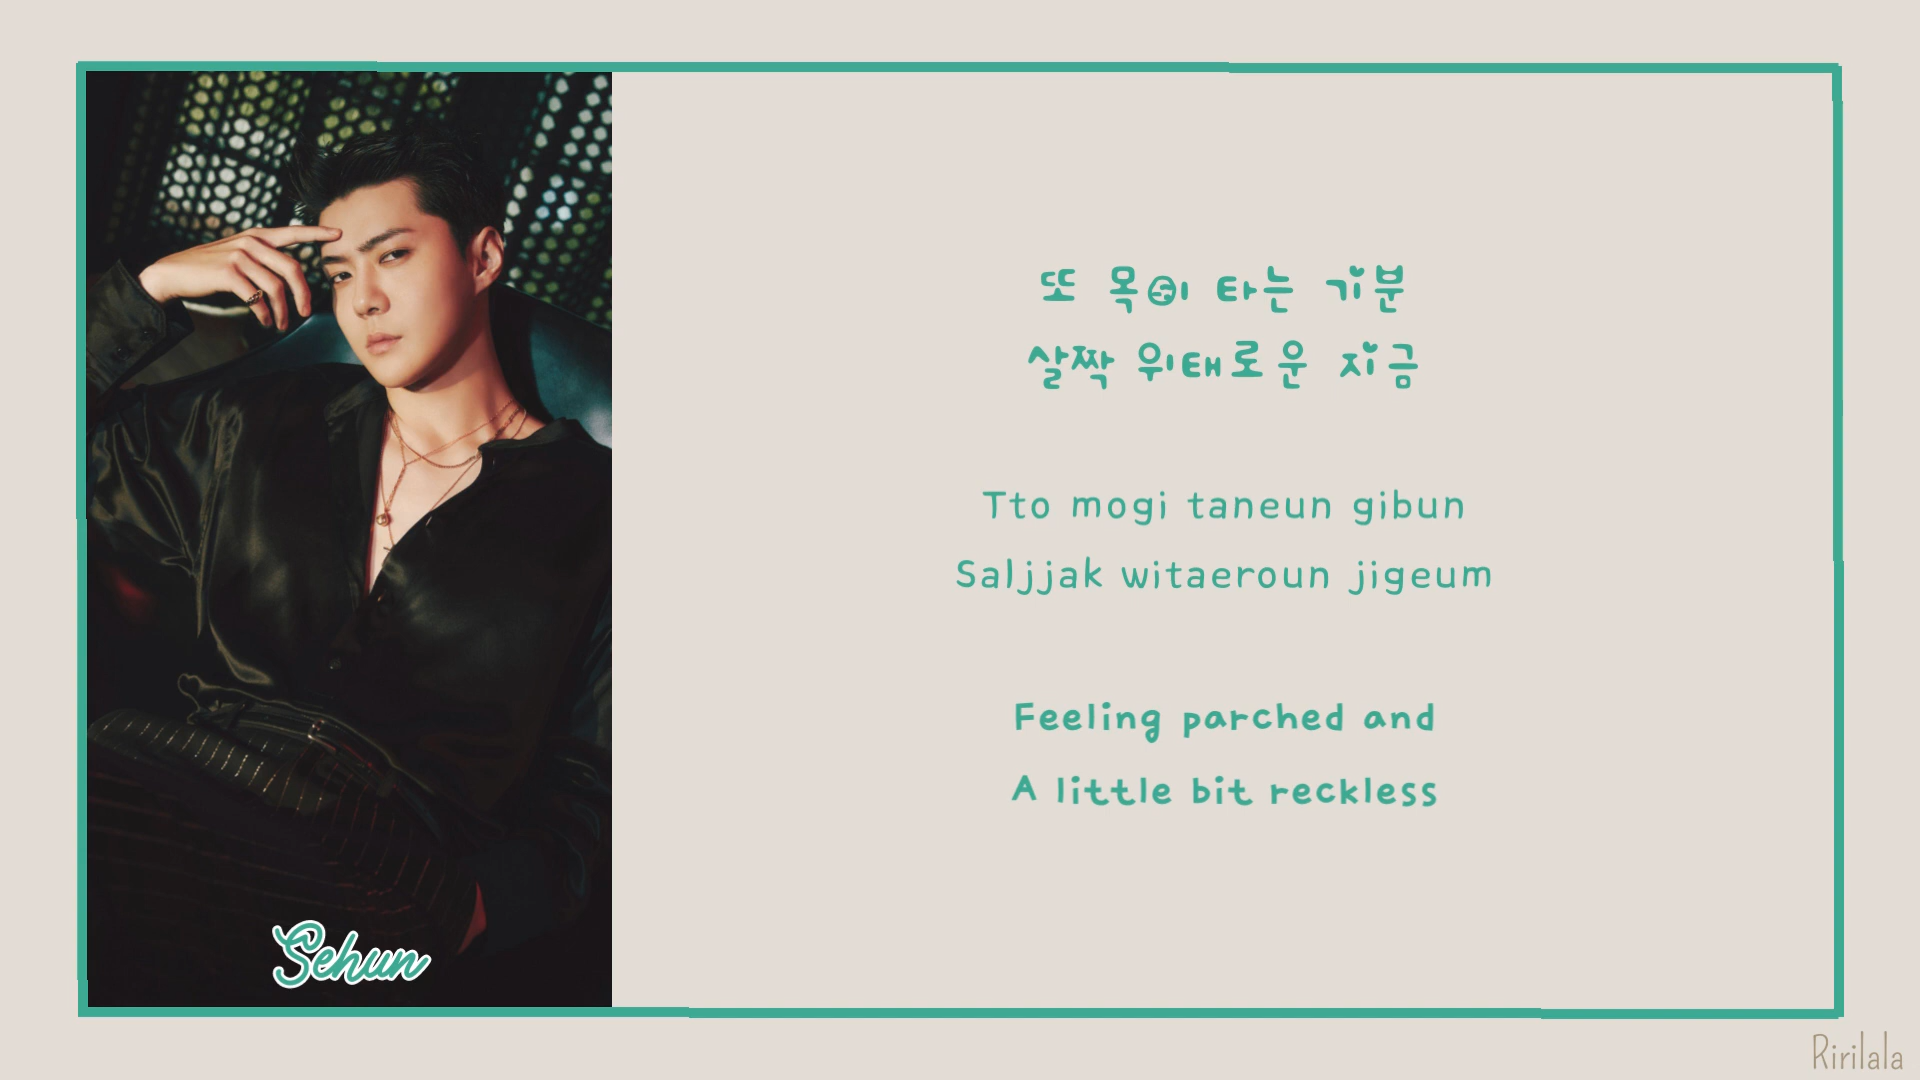 또 목이 타는 기분
살짝 위태로운 지금
Tto mogi taneun gibun
Saljjak witaeroun jigeum
Feeling parched and
A little bit reckless
Sehun
Ririlala